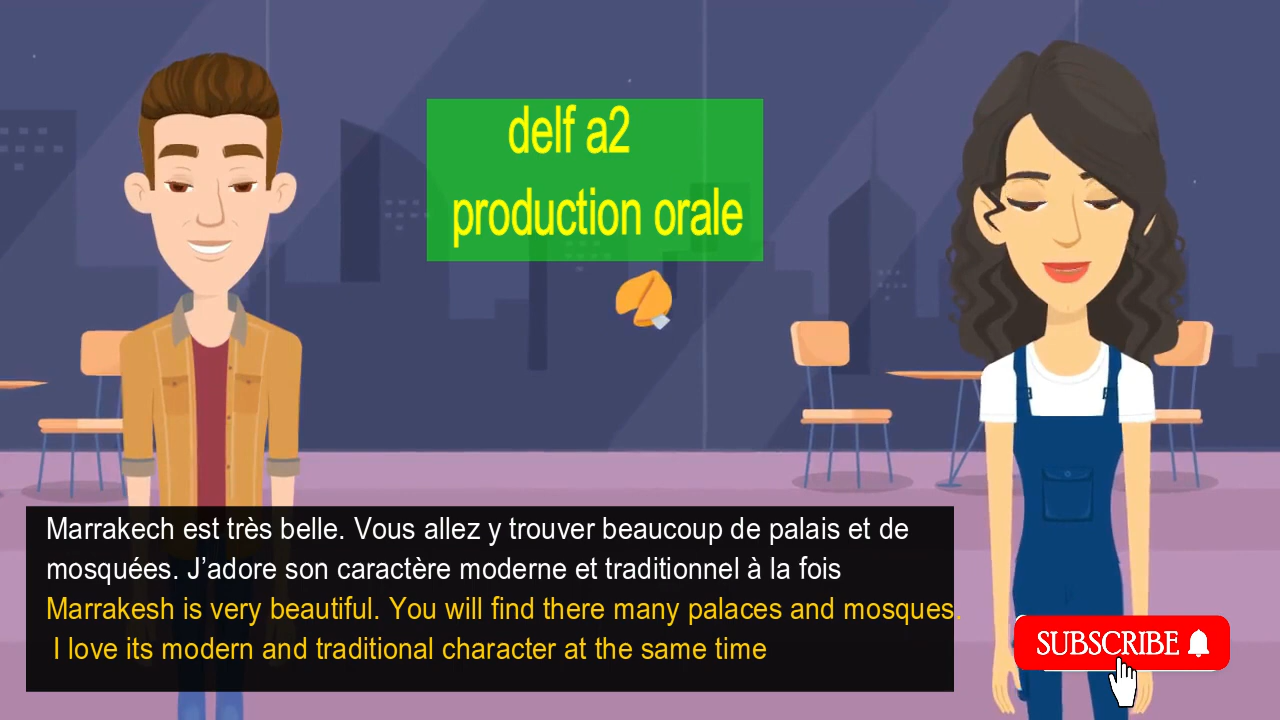 delf a2
production orale
Marrakech est très belle. Vous allez y trouver beaucoup de palais et de
mosquées. J’adore son caractère moderne et traditionnel à la fois
Marrakesh is very beautiful. You will find there many palaces and mosques.
I love its modern and traditional character at the same time
SUBSCRIBE